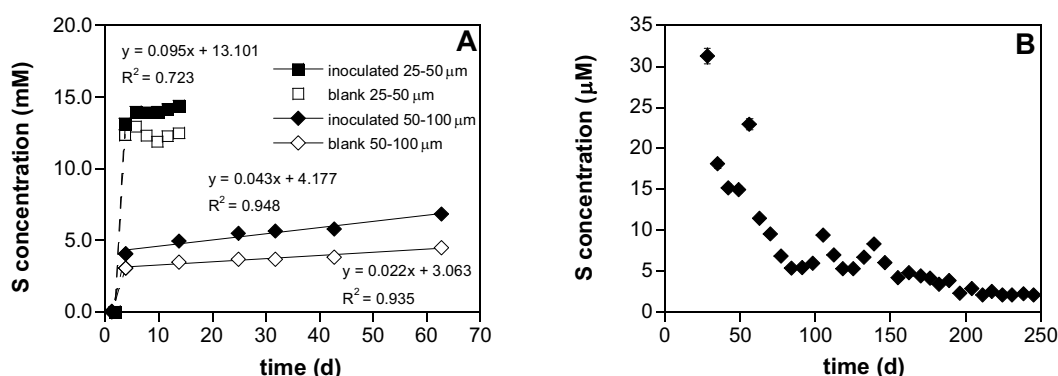 A
S concentration (mM)
20.0
15.0
10.0
5.0
0.0
y = 0.095x + 13.101
R² = 0.723
inoculated 25-50 μm
blank 25-50 μm
inoculated 50-100 μm
blank 50-100 μm
y = 0.043x + 4.177
R² = 0.948
y = 0.022x + 3.063
R² = 0.935
0 10 20 30 40 50 60 70
time (d)
B
S concentration (μM)
35
30
25
20
15
10
5
0
0 50 100 150 200 250
time (d)